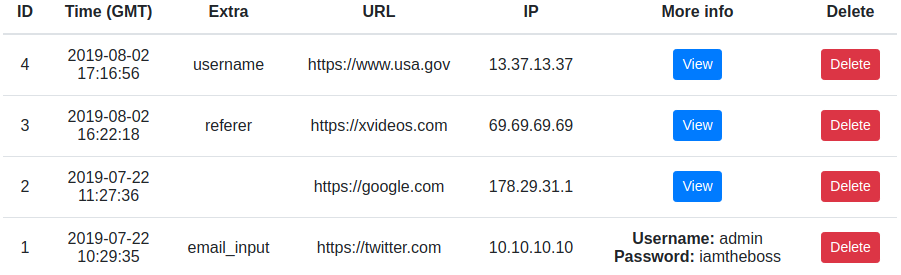 ID Time (GMT) Extra URL IP More info Delete
4 2019-08-02 17:16:56 username https://www.usa.gov 13.37.13.37 View Delete
3 2019-08-02 16:22:18 referer https://xvideos.com 69.69.69.69 View Delete
2 2019-07-22 11:27:36 https://google.com 178.29.31.1 View Delete
1 2019-07-22 10:29:35 email_input https://twitter.com 10.10.10.10 Username: admin Password: iamtheboss Delete